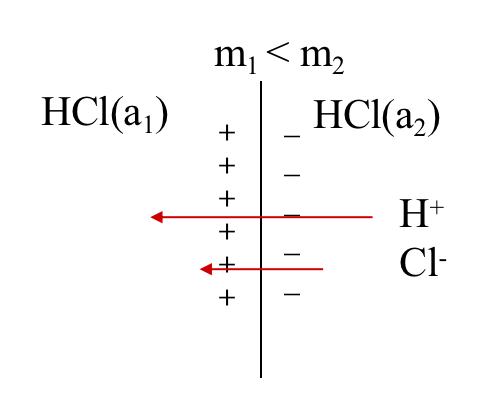 m₁ < m₂
HCl(a₁)
HCl(a₂)
+ −
+ −
+ −
+ −
+ −
+
H⁺
Cl⁻